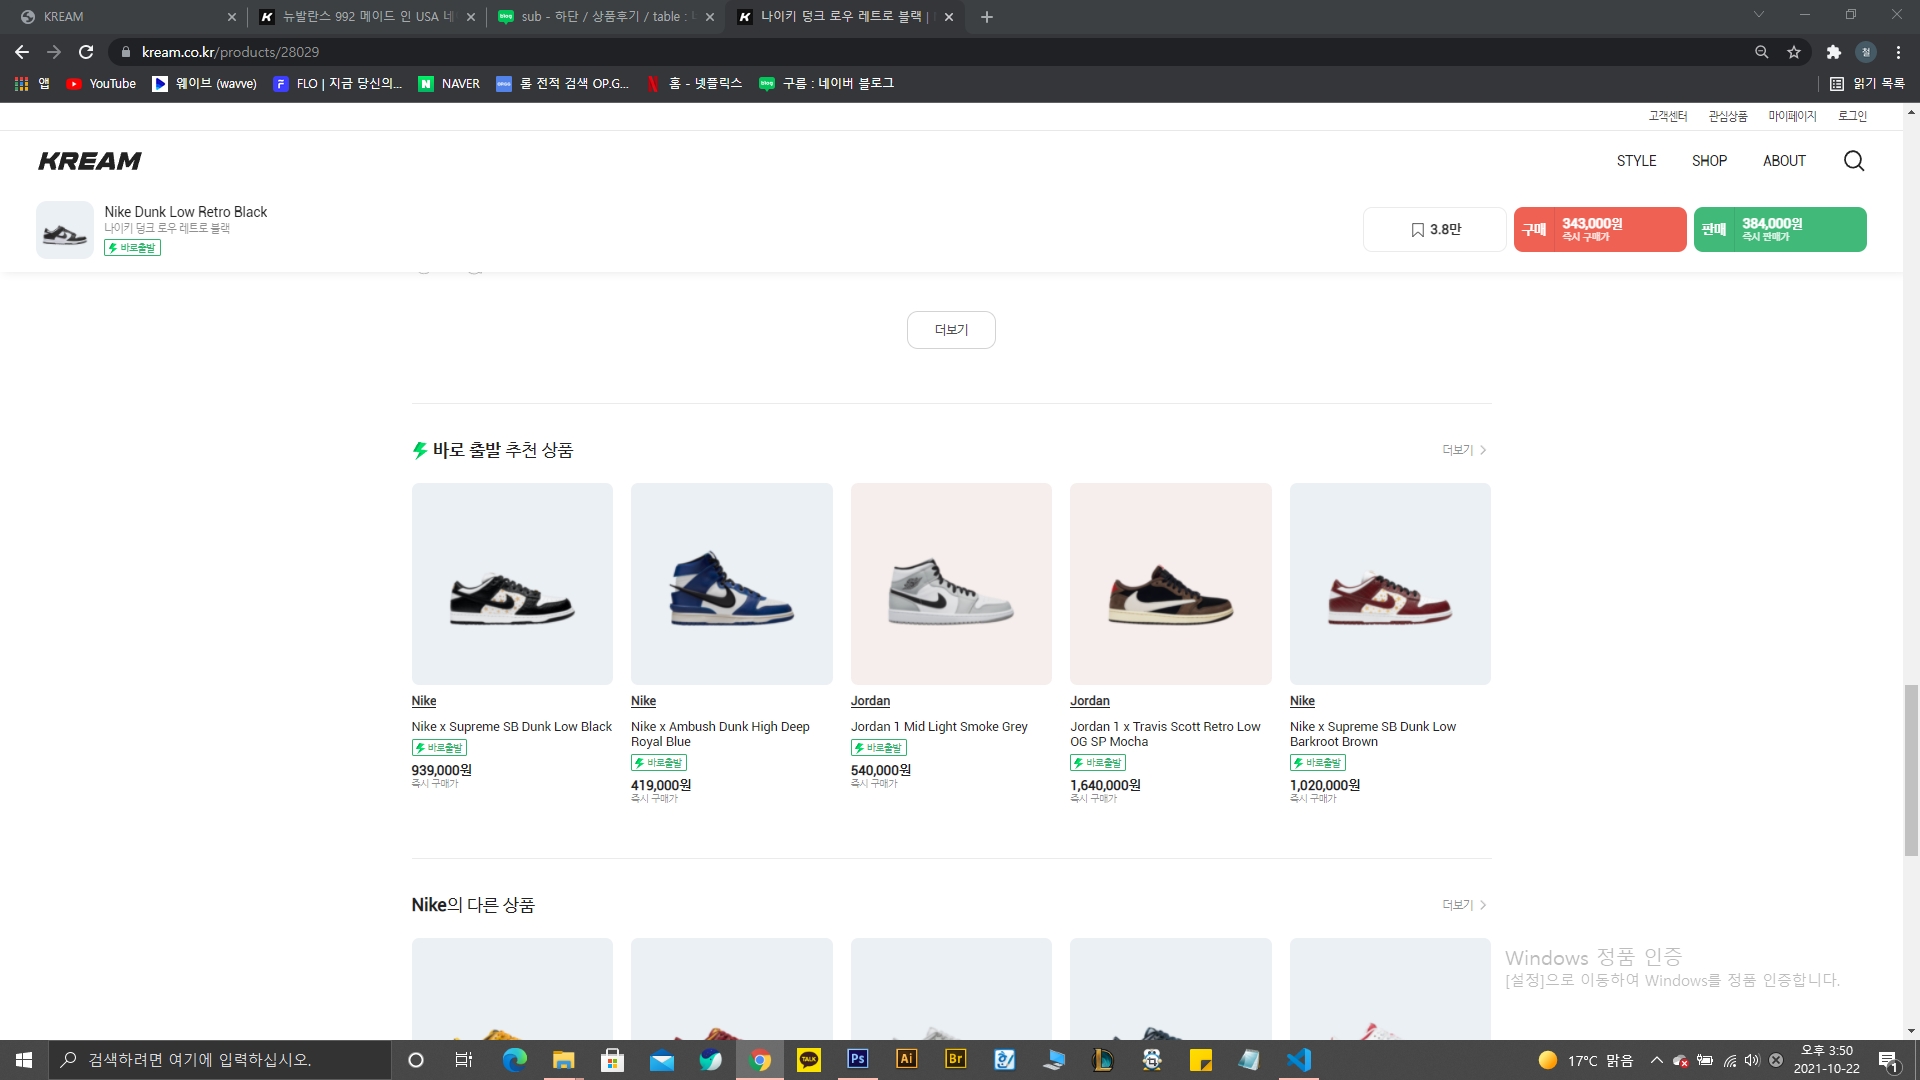 KREAM
뉴발란스 992 메이드 인 USA 네
sub - 하단 / 상품후기 / table :
나이키 덩크 로우 레트로 블랙 |
kream.co.kr/products/28029
앱
YouTube
웨이브 (wavve)
FLO | 지금 당신의...
NAVER
롤 전적 검색 OP.G...
홈 - 넷플릭스
구름 : 네이버 블로그
읽기 목록
고객센터
관심상품
마이페이지
로그인
KREAM
STYLE
SHOP
ABOUT
Nike Dunk Low Retro Black
나이키 덩크 로우 레트로 블랙
바로출발
3.8만
구매
343,000원
즉시 구매가
판매
384,000원
즉시 판매가
더보기
바로 출발 추천 상품
더보기
Nike
Nike x Supreme SB Dunk Low Black
바로출발
939,000원
즉시 구매가
Nike
Nike x Ambush Dunk High Deep
Royal Blue
바로출발
419,000원
즉시 구매가
Jordan
Jordan 1 Mid Light Smoke Grey
바로출발
540,000원
즉시 구매가
Jordan
Jordan 1 x Travis Scott Retro Low
OG SP Mocha
바로출발
1,640,000원
즉시 구매가
Nike
Nike x Supreme SB Dunk Low
Barkroot Brown
바로출발
1,020,000원
즉시 구매가
Nike의 다른 상품
더보기
Windows 정품 인증
[설정]으로 이동하여 Windows를 정품 인증합니다.
검색하려면 여기에 입력하십시오.
TALK
Ps
Ai
Br
17°C 맑음
오후 3:50
2021-10-22
1